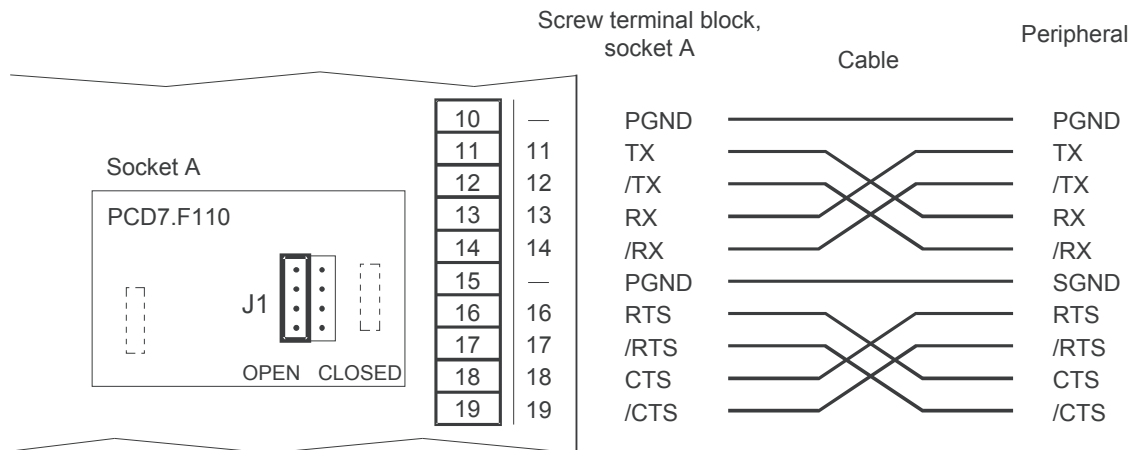 Screw terminal block,
socket A
Cable
Peripheral
Socket A
PCD7.F110
J1
OPEN CLOSED
10 — PGND PGND
11 11 TX TX
12 12 /TX /TX
13 13 RX RX
14 14 /RX /RX
15 — PGND SGND
16 16 RTS RTS
17 17 /RTS /RTS
18 18 CTS CTS
19 19 /CTS /CTS